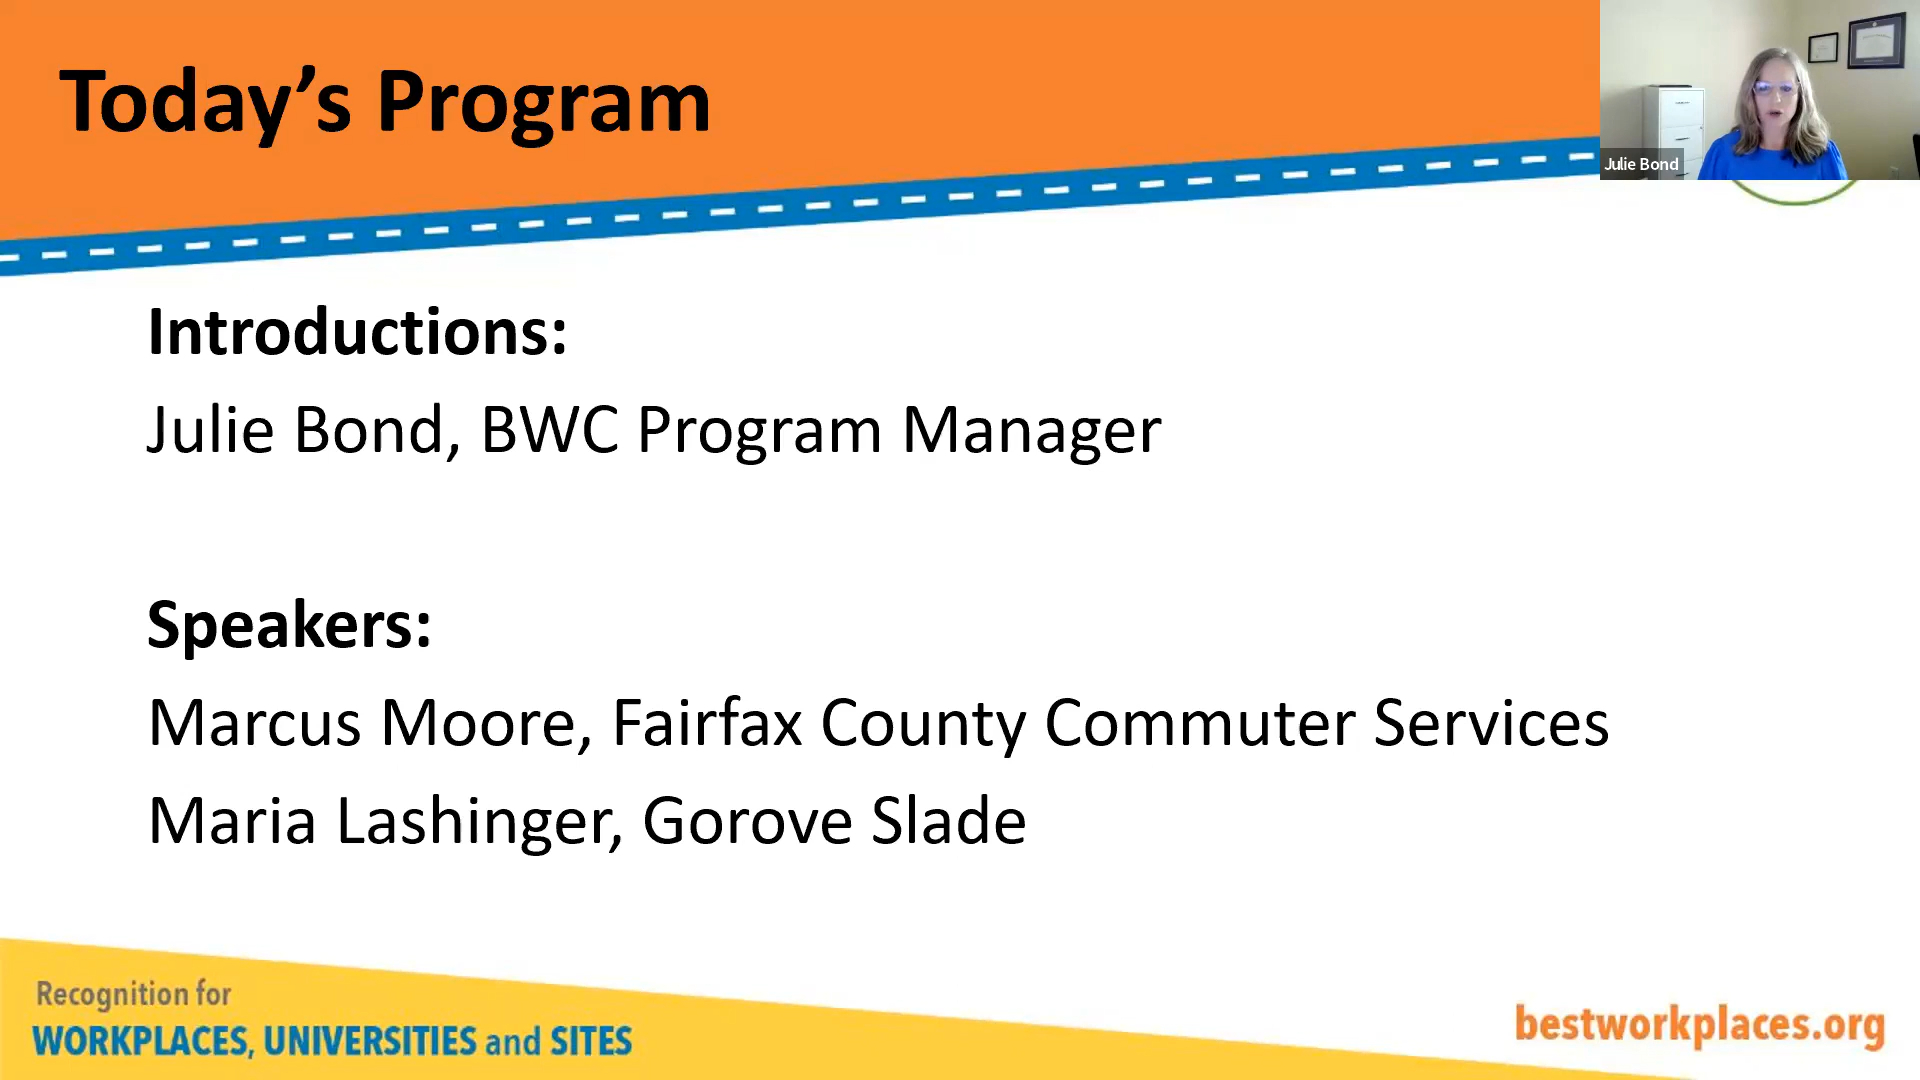 Today’s Program
Julie Bond
Introductions:
Julie Bond, BWC Program Manager
Speakers:
Marcus Moore, Fairfax County Commuter Services
Maria Lashinger, Gorove Slade
Recognition for
WORKPLACES, UNIVERSITIES and SITES
bestworkplaces.org